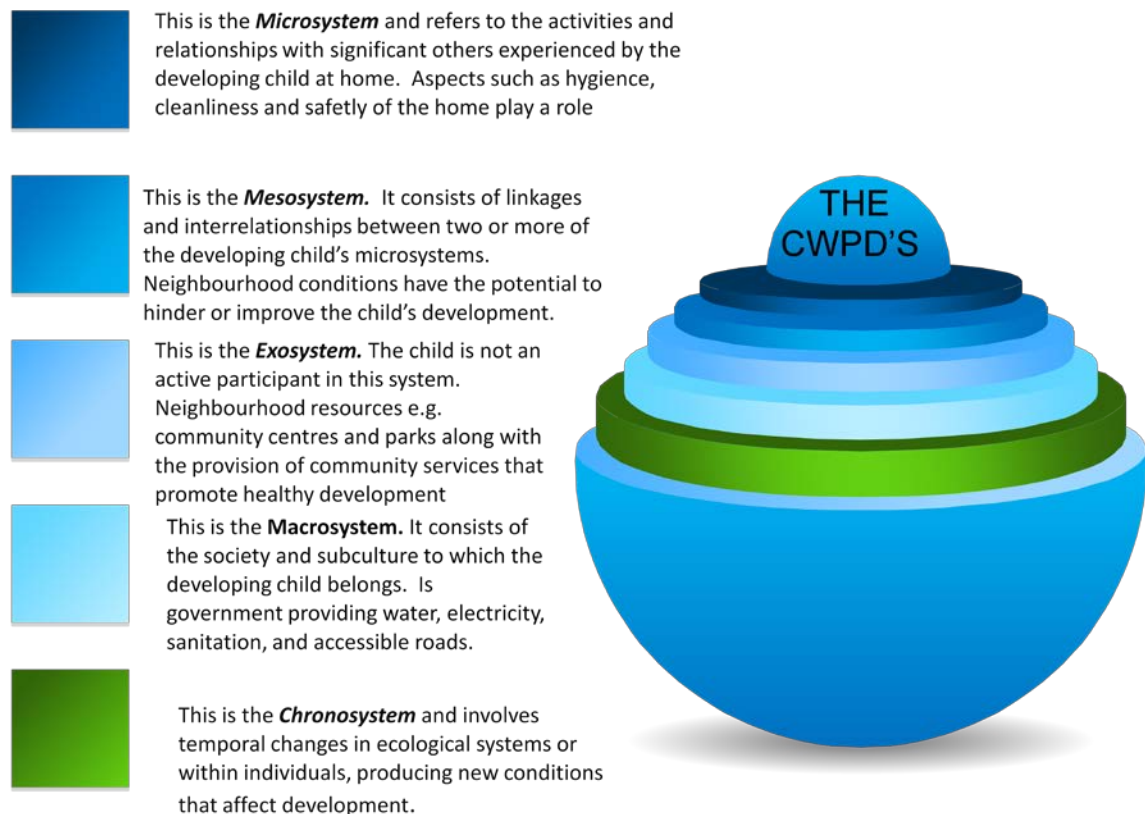 This is the Microsystem and refers to the activities and
relationships with significant others experienced by the
developing child at home.  Aspects such as hygience,
cleanliness and safetly of the home play a role
This is the Mesosystem.  It consists of linkages
and interrelationships between two or more of
the developing child's microsystems.
Neighbourhood conditions have the potential to
hinder or improve the child's development.
This is the Exosystem. The child is not an
active participant in this system.
Neighbourhood resources e.g.
community centres and parks along with
the provision of community services that
promote healthy development
This is the Macrosystem. It consists of
the society and subculture to which the
developing child belongs.  Is
government providing water, electricity,
sanitation, and accessible roads.
This is the Chronosystem and involves
temporal changes in ecological systems or
within individuals, producing new conditions
that affect development.
THE
CWPD'S